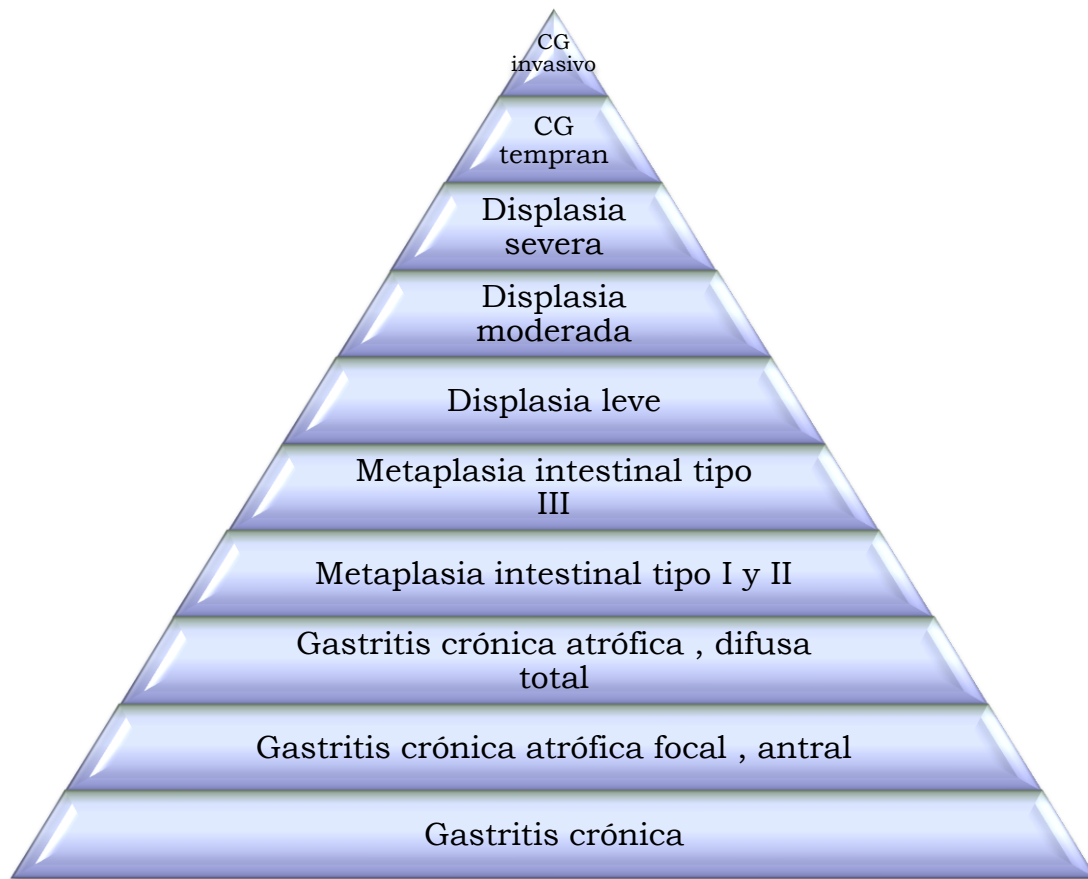 CG
invasivo
CG
tempran
Displasia
severa
Displasia
moderada
Displasia leve
Metaplasia intestinal tipo
III
Metaplasia intestinal tipo I y II
Gastritis crónica atrófica , difusa
total
Gastritis crónica atrófica focal , antral
Gastritis crónica